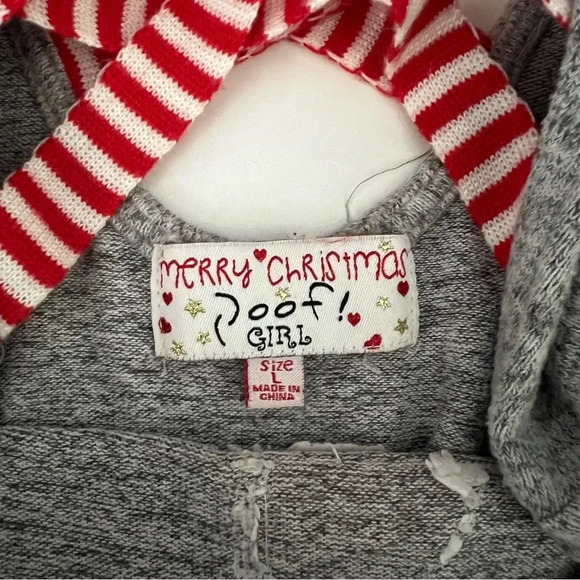 merry christmas
poof!
GIRL
size
L
MADE IN
CHINA